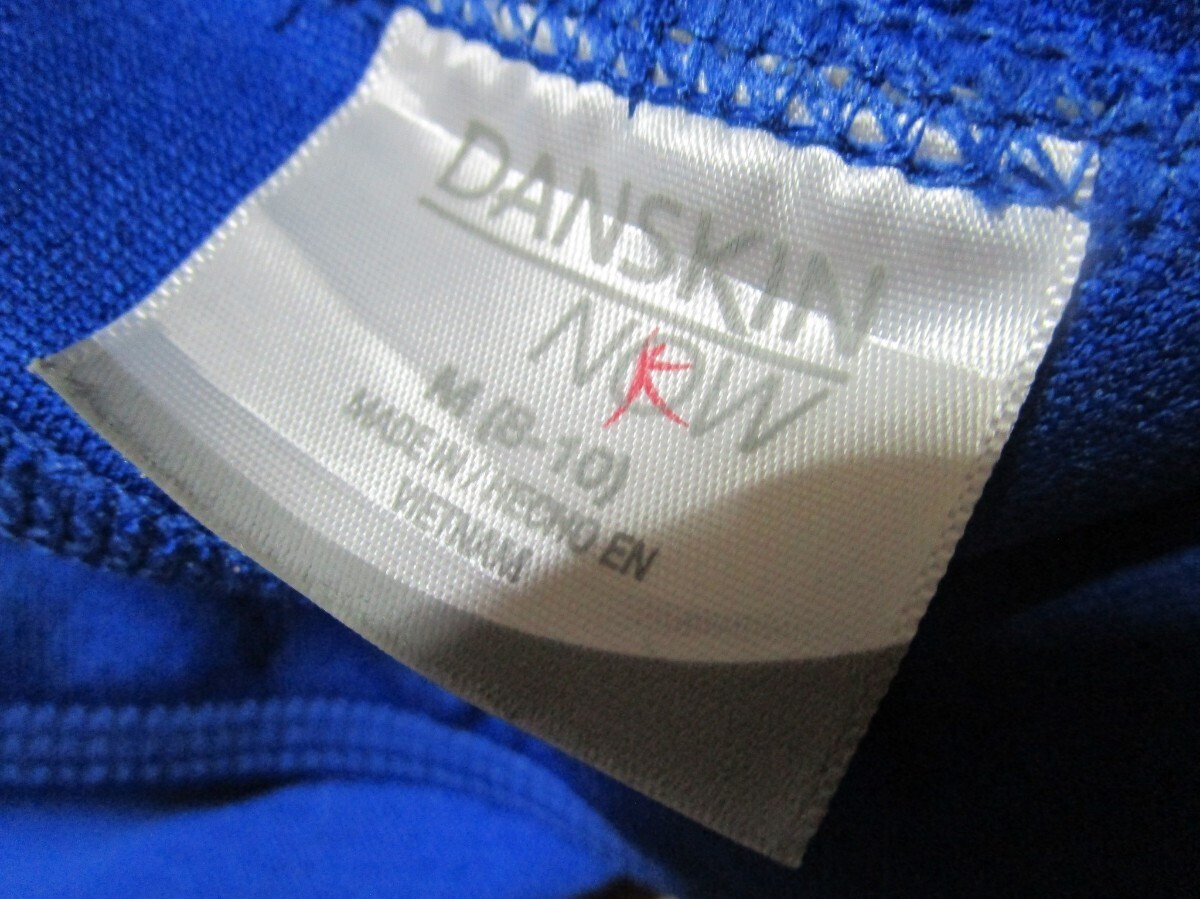 DANSKIN
NOW
M (8-10)
MADE IN / HECHO EN
VIETNAM